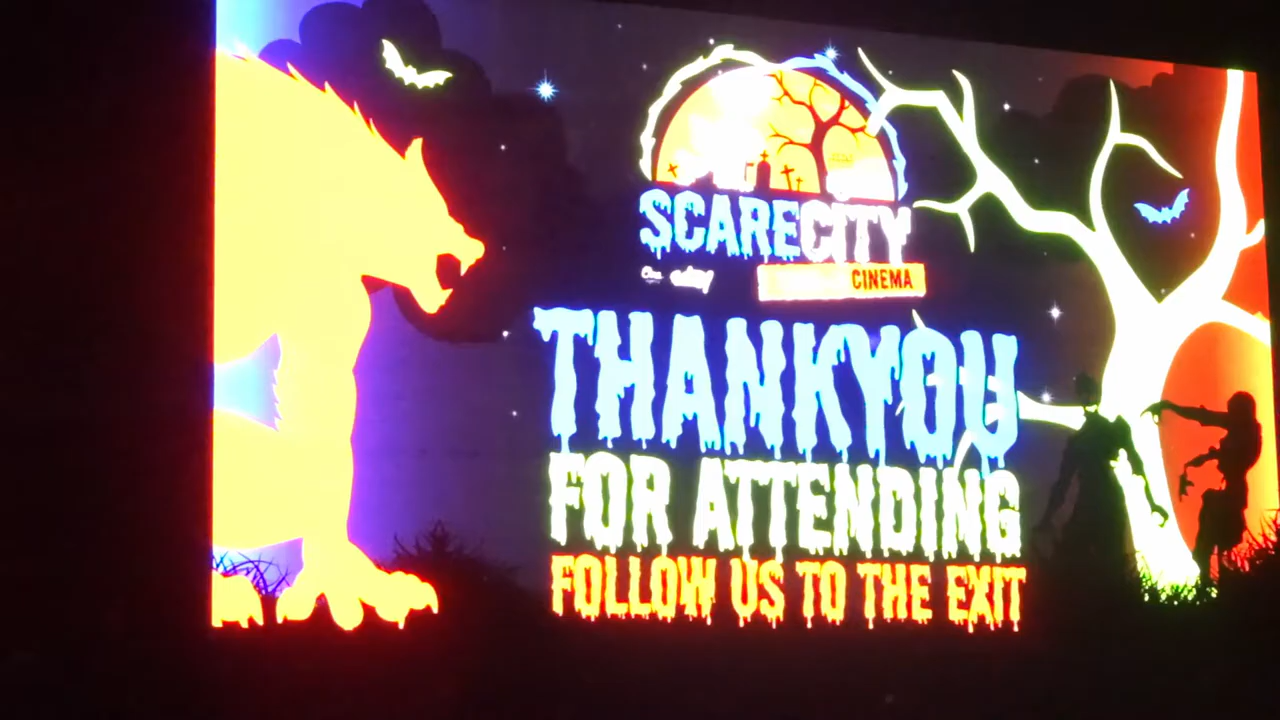 SCARECITY
CINEMA
THANKYOU
FOR ATTENDING
FOLLOW US TO THE EXIT